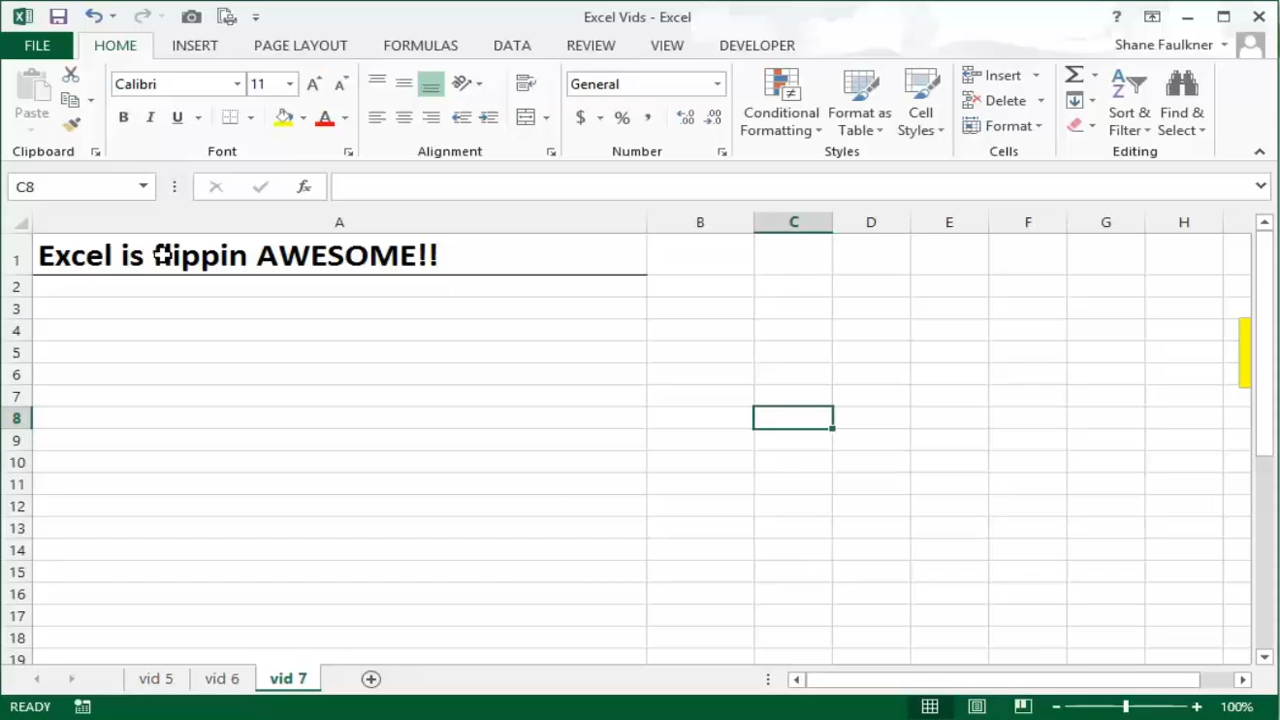 Excel Vids - Excel
?
FILE HOME INSERT PAGE LAYOUT FORMULAS DATA REVIEW VIEW DEVELOPER Shane Faulkner
Paste Calibri 11 A A General Conditional Formatting Format as Table Cell Styles Insert Sort & Filter Find & Select
B I U A $ % , .00 Delete
Format
Clipboard Font Alignment Number Styles Cells Editing
C8 fx
A B C D E F G H
1 Excel is AWESOME!!
2
3
4
5
6
7
8
9
10
11
12
13
14
15
16
17
18
19
vid 5 vid 6 vid 7
READY 100%